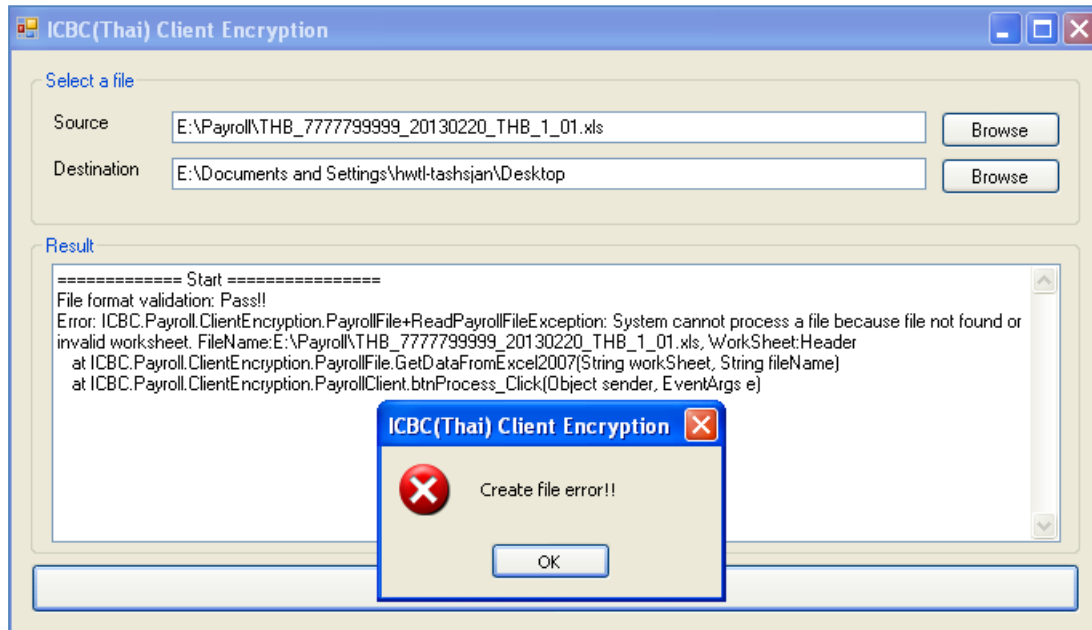 ICBC(Thai) Client Encryption
Select a file
Source
E:\Payroll\THB_7777799999_20130220_THB_1_01.xls
Browse
Destination
E:\Documents and Settings\hwtl-tashsjan\Desktop
Browse
Result
============= Start ================
File format validation: Pass!!
Error: ICBC.Payroll.ClientEncryption.PayrollFile+ReadPayrollFileException: System cannot process a file because file not found or
invalid worksheet. FileName:E:\Payroll\THB_7777799999_20130220_THB_1_01.xls, WorkSheet:Header
at ICBC.Payroll.ClientEncryption.PayrollFile.GetDataFromExcel2007(String workSheet, String fileName)
at ICBC.Payroll.ClientEncryption.PayrollClient.btnProcess_Click(Object sender, EventArgs e)
ICBC(Thai) Client Encryption
Create file error!!
OK